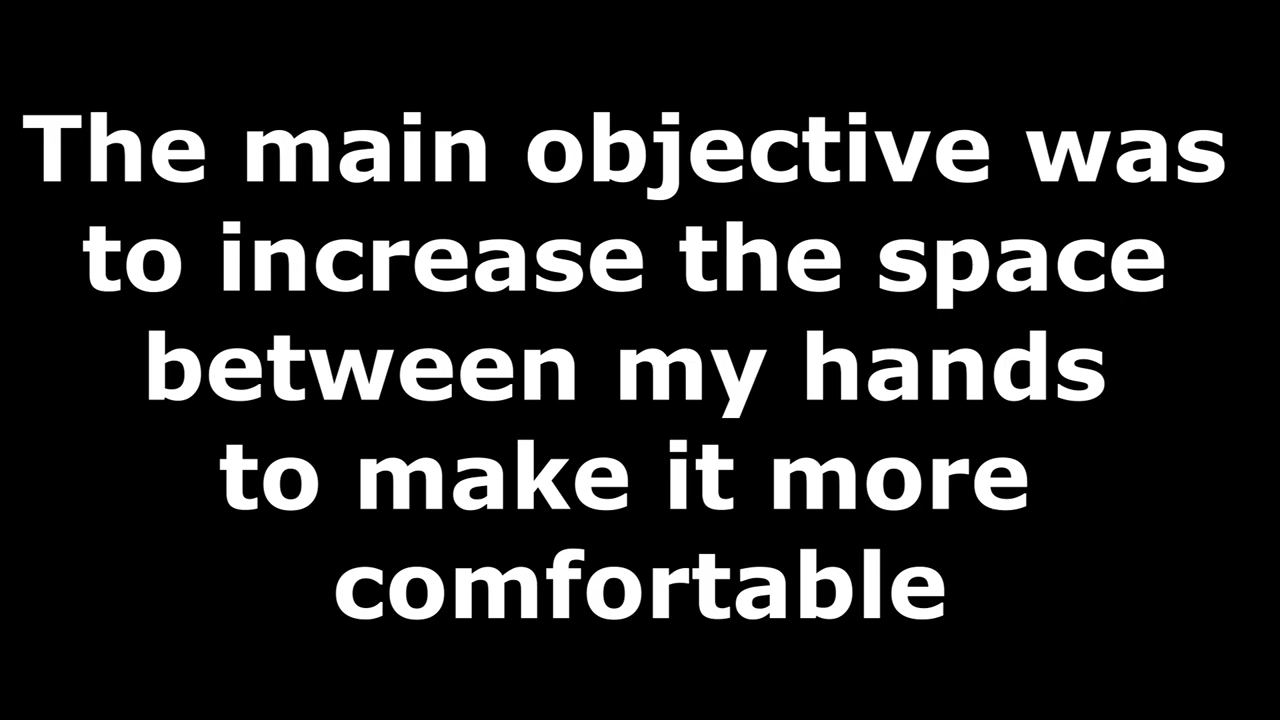 The main objective was
to increase the space
between my hands
to make it more
comfortable